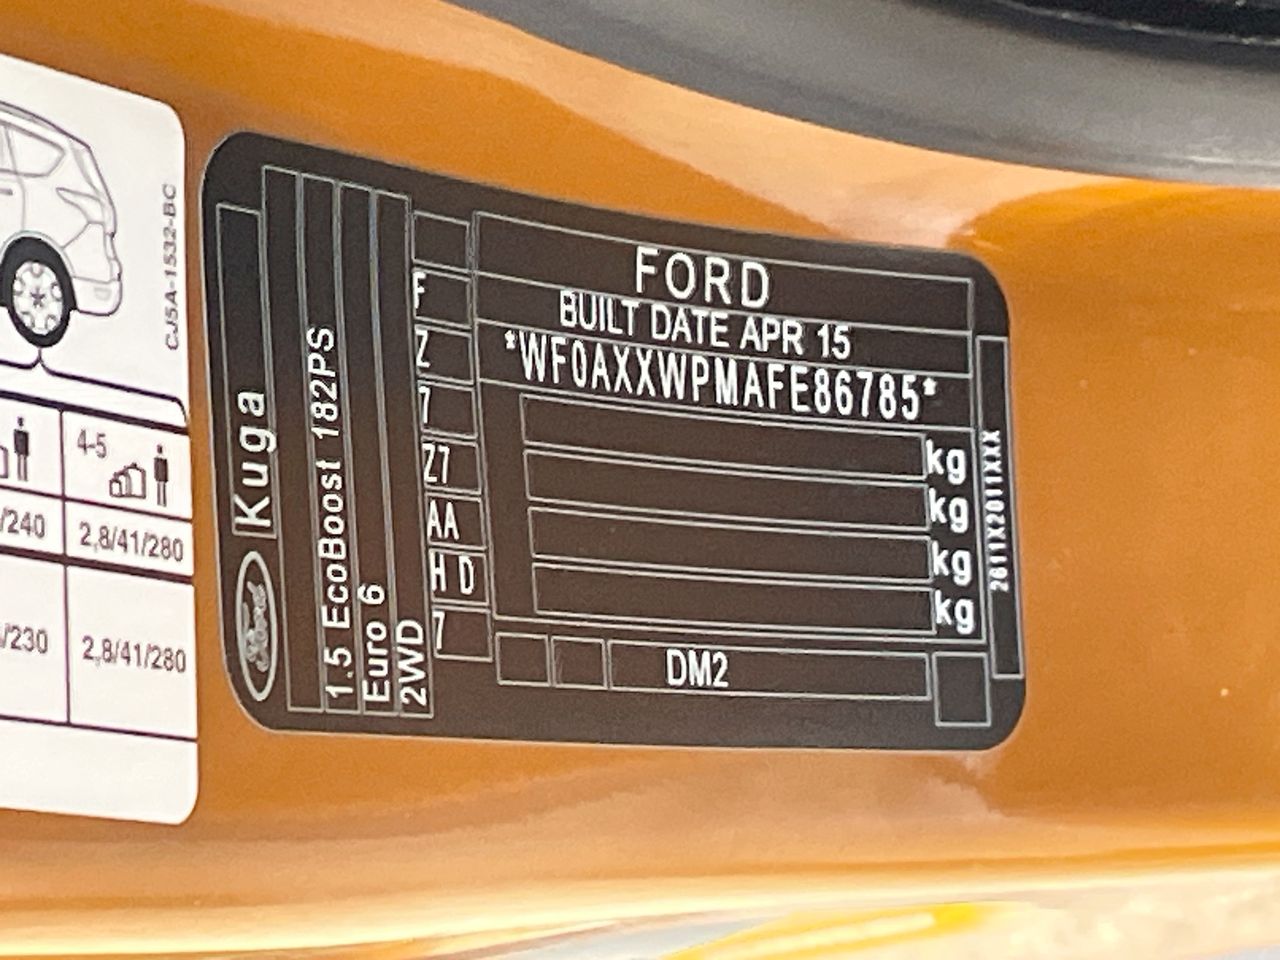 CJ5A-1532-BC
4-5
/240
2,8/41/280
/230
2,8/41/280
Ford
Kuga
1.5 EcoBoost 182PS
Euro 6
2WD
F
Z
7
Z7
AA
H D
7
FORD
BUILT DATE APR 15
*WF0AXXWPMAFE86785*
kg
kg
kg
kg
DM2
2611X2011XXX